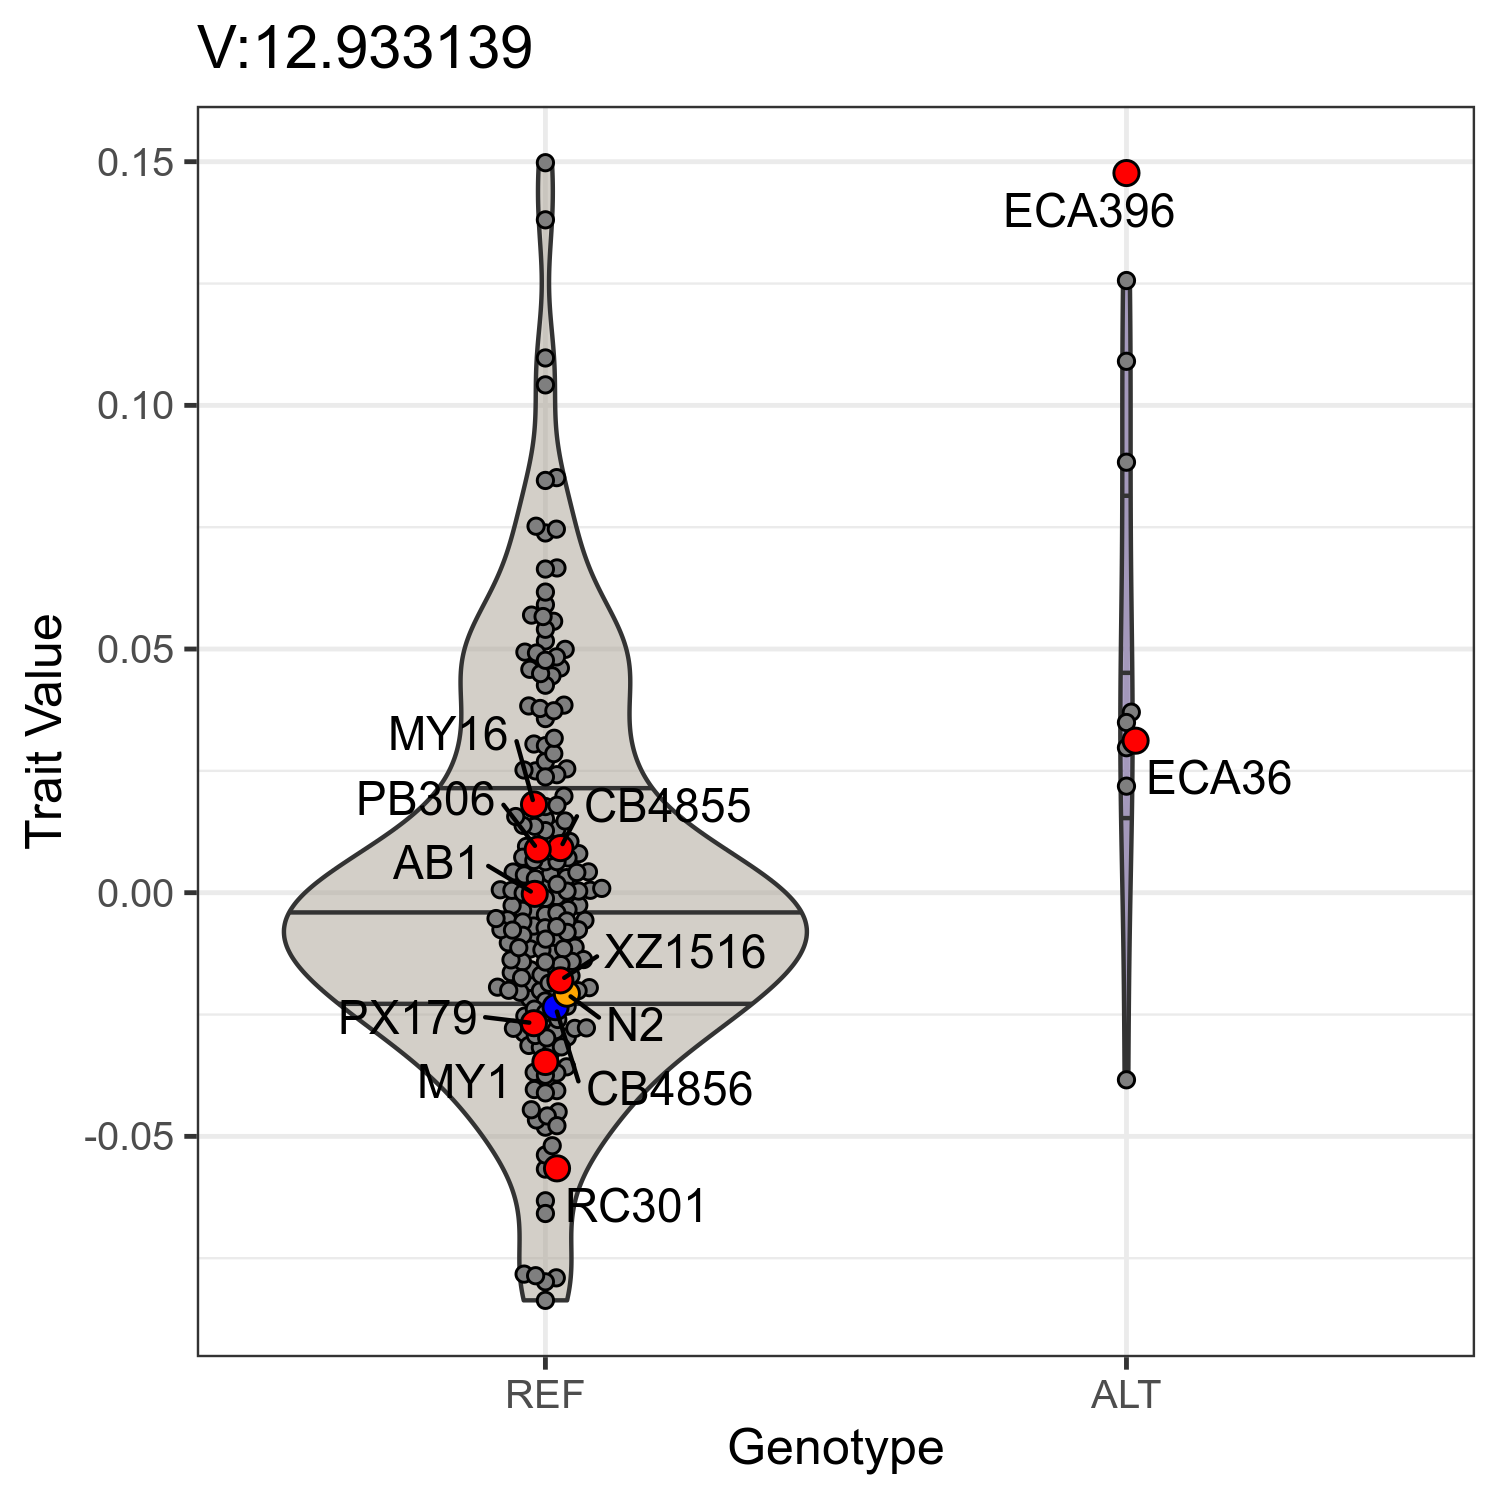 V:12.933139
0.15
0.10
0.05
0.00
-0.05
Trait Value
ECA396
MY16
PB306
CB4855
AB1
XZ1516
PX179
N2
MY1
CB4856
RC301
ECA36
REF
ALT
Genotype